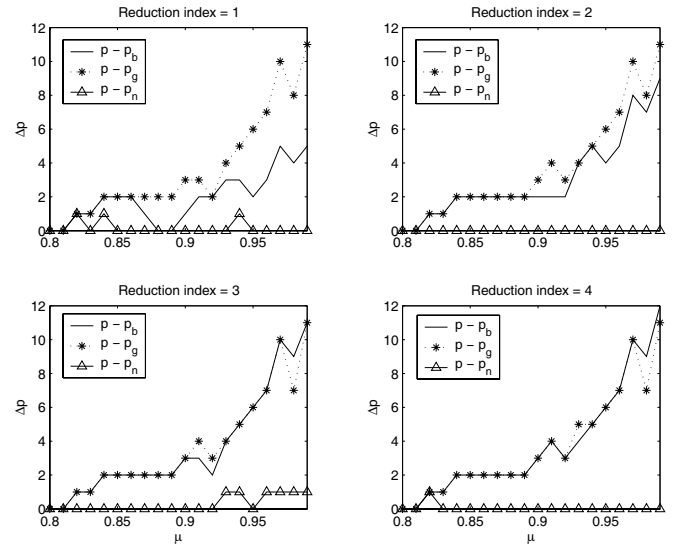 Reduction index = 1
12
10
8
6
4
2
0
Δp
p − p_b
p − p_g
p − p_n
0.8
0.85
0.9
0.95
Reduction index = 2
12
10
8
6
4
2
0
Δp
p − p_b
p − p_g
p − p_n
0.8
0.85
0.9
0.95
Reduction index = 3
12
10
8
6
4
2
0
Δp
p − p_b
p − p_g
p − p_n
0.8
0.85
0.9
0.95
μ
Reduction index = 4
12
10
8
6
4
2
0
Δp
p − p_b
p − p_g
p − p_n
0.8
0.85
0.9
0.95
μ